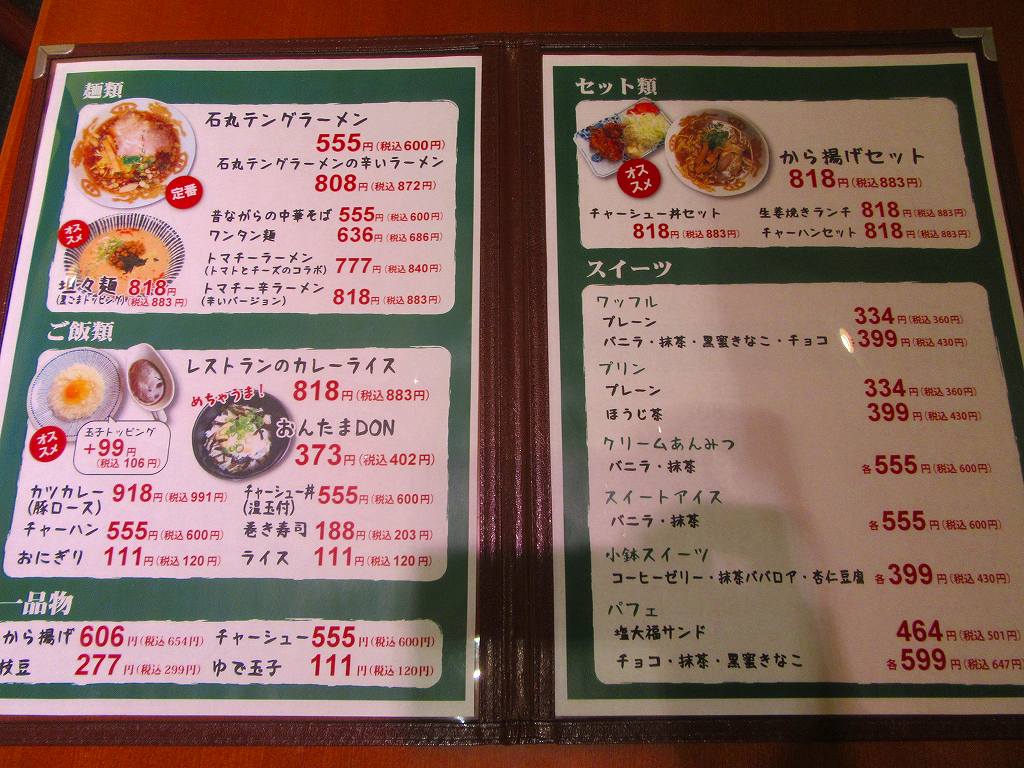 麺類
石丸テングラーメン
555円(税込600円)
石丸テングラーメンの辛いラーメン
808円(税込872円)
定番
昔ながらの中華そば 555円(税込600円)
ワンタン麺 636円(税込686円)
トマチーラーメン
(トマトとチーズのコラボ) 777円(税込840円)
トマチー辛ラーメン
(辛いバージョン) 818円(税込883円)
オススメ
坦々麺 818円
(黒ごまトッピング) (税込883円)
ご飯類
レストランのカレーライス
818円(税込883円)
オススメ
玉子トッピング
+99円
(税込106円)
めちゃうま!
おんたまDON
373円(税込402円)
カツカレー 918円(税込991円)
(豚ロース)
チャーシュー丼 555円(税込600円)
(温玉付)
チャーハン 555円(税込600円)
巻き寿司 188円(税込203円)
おにぎり 111円(税込120円)
ライス 111円(税込120円)
一品物
から揚げ 606円(税込654円)
チャーシュー 555円(税込600円)
枝豆 277円(税込299円)
ゆで玉子 111円(税込120円)
セット類
オススメ
から揚げセット
818円(税込883円)
チャーシュー丼セット
818円(税込883円)
生姜焼きランチ 818円(税込883円)
チャーハンセット 818円(税込883円)
スイーツ
ワッフル
プレーン 334円(税込360円)
バニラ・抹茶・黒蜜きなこ・チョコ 各399円(税込430円)
プリン
プレーン 334円(税込360円)
ほうじ茶 399円(税込430円)
クリームあんみつ
バニラ・抹茶 各555円(税込600円)
スイートアイス
バニラ・抹茶 各555円(税込600円)
小鉢スイーツ
コーヒーゼリー・抹茶ババロア・杏仁豆腐 各399円(税込430円)
パフェ
塩大福サンド 464円(税込501円)
チョコ・抹茶・黒蜜きなこ 各599円(税込647円)